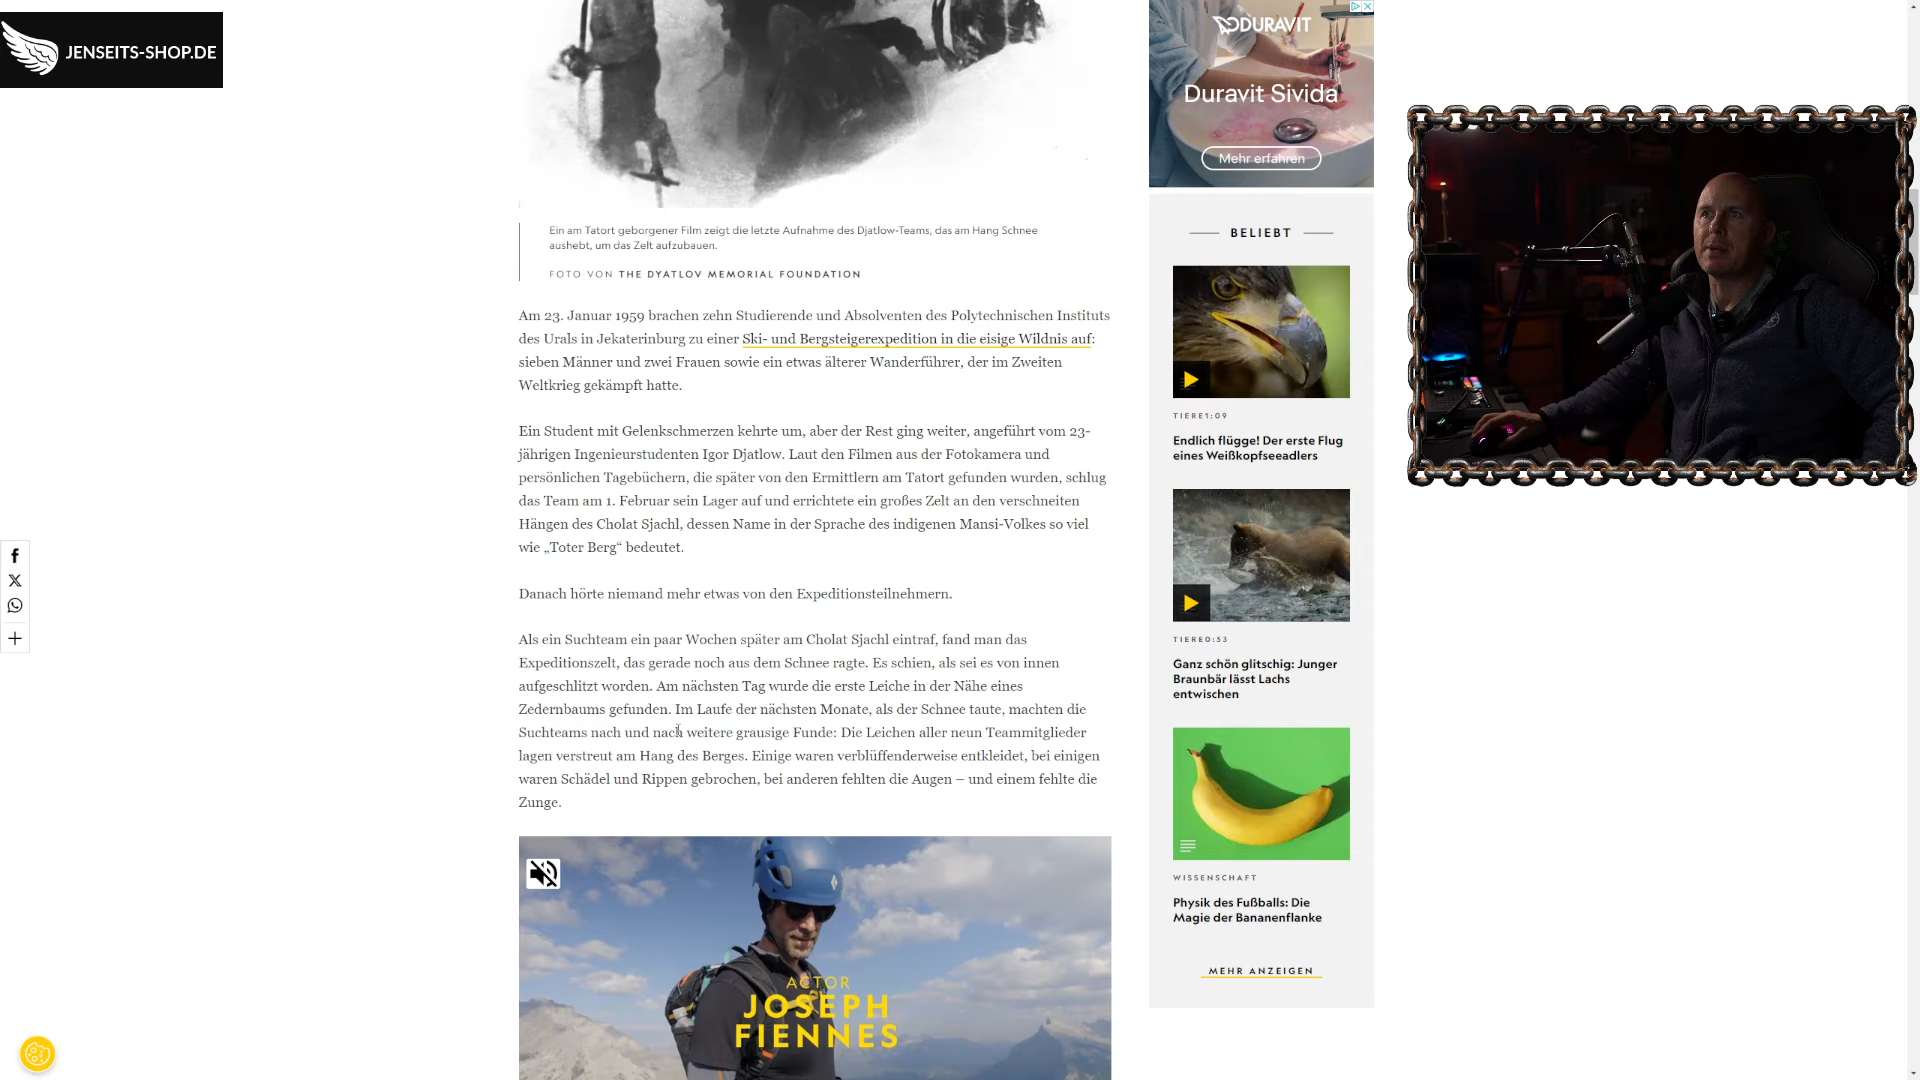 JENSEITS-SHOP.DE
DURAVIT
Duravit Sivida
Mehr erfahren
Ein am Tatort geborgener Film zeigt die letzte Aufnahme des Djatlow-Teams, das am Hang Schnee
aushebt, um das Zelt aufzubauen.
FOTO VON THE DYATLOV MEMORIAL FOUNDATION
Am 23. Januar 1959 brachen zehn Studierende und Absolventen des Polytechnischen Instituts
des Urals in Jekaterinburg zu einer Ski- und Bergsteigerexpedition in die eisige Wildnis auf:
sieben Männer und zwei Frauen sowie ein etwas älterer Wanderführer, der im Zweiten
Weltkrieg gekämpft hatte.
Ein Student mit Gelenkschmerzen kehrte um, aber der Rest ging weiter, angeführt vom 23-
jährigen Ingenieurstudenten Igor Djatlow. Laut den Filmen aus der Fotokamera und
persönlichen Tagebüchern, die später von den Ermittlern am Tatort gefunden wurden, schlug
das Team am 1. Februar sein Lager auf und errichtete ein großes Zelt an den verschneiten
Hängen des Cholat Sjachl, dessen Name in der Sprache des indigenen Mansi-Volkes so viel
wie „Toter Berg“ bedeutet.
Danach hörte niemand mehr etwas von den Expeditionsteilnehmern.
Als ein Suchteam ein paar Wochen später am Cholat Sjachl eintraf, fand man das
Expeditionszelt, das gerade noch aus dem Schnee ragte. Es schien, als sei es von innen
aufgeschlitzt worden. Am nächsten Tag wurde die erste Leiche in der Nähe eines
Zedernbaums gefunden. Im Laufe der nächsten Monate, als der Schnee taute, machten die
Suchteams nach und nach weitere grausige Funde: Die Leichen aller neun Teammitglieder
lagen verstreut am Hang des Berges. Einige waren verblüffenderweise entkleidet, bei einigen
waren Schädel und Rippen gebrochen, bei anderen fehlten die Augen – und einem fehlte die
Zunge.
ACTOR
JOSEPH
FIENNES
BELIEBT
TIERE1:09
Endlich flügge! Der erste Flug
eines Weißkopfseeadlers
TIERE0:53
Ganz schön glitschig: Junger
Braunbär lässt Lachs
entwischen
WISSENSCHAFT
Physik des Fußballs: Die
Magie der Bananenflanke
MEHR ANZEIGEN